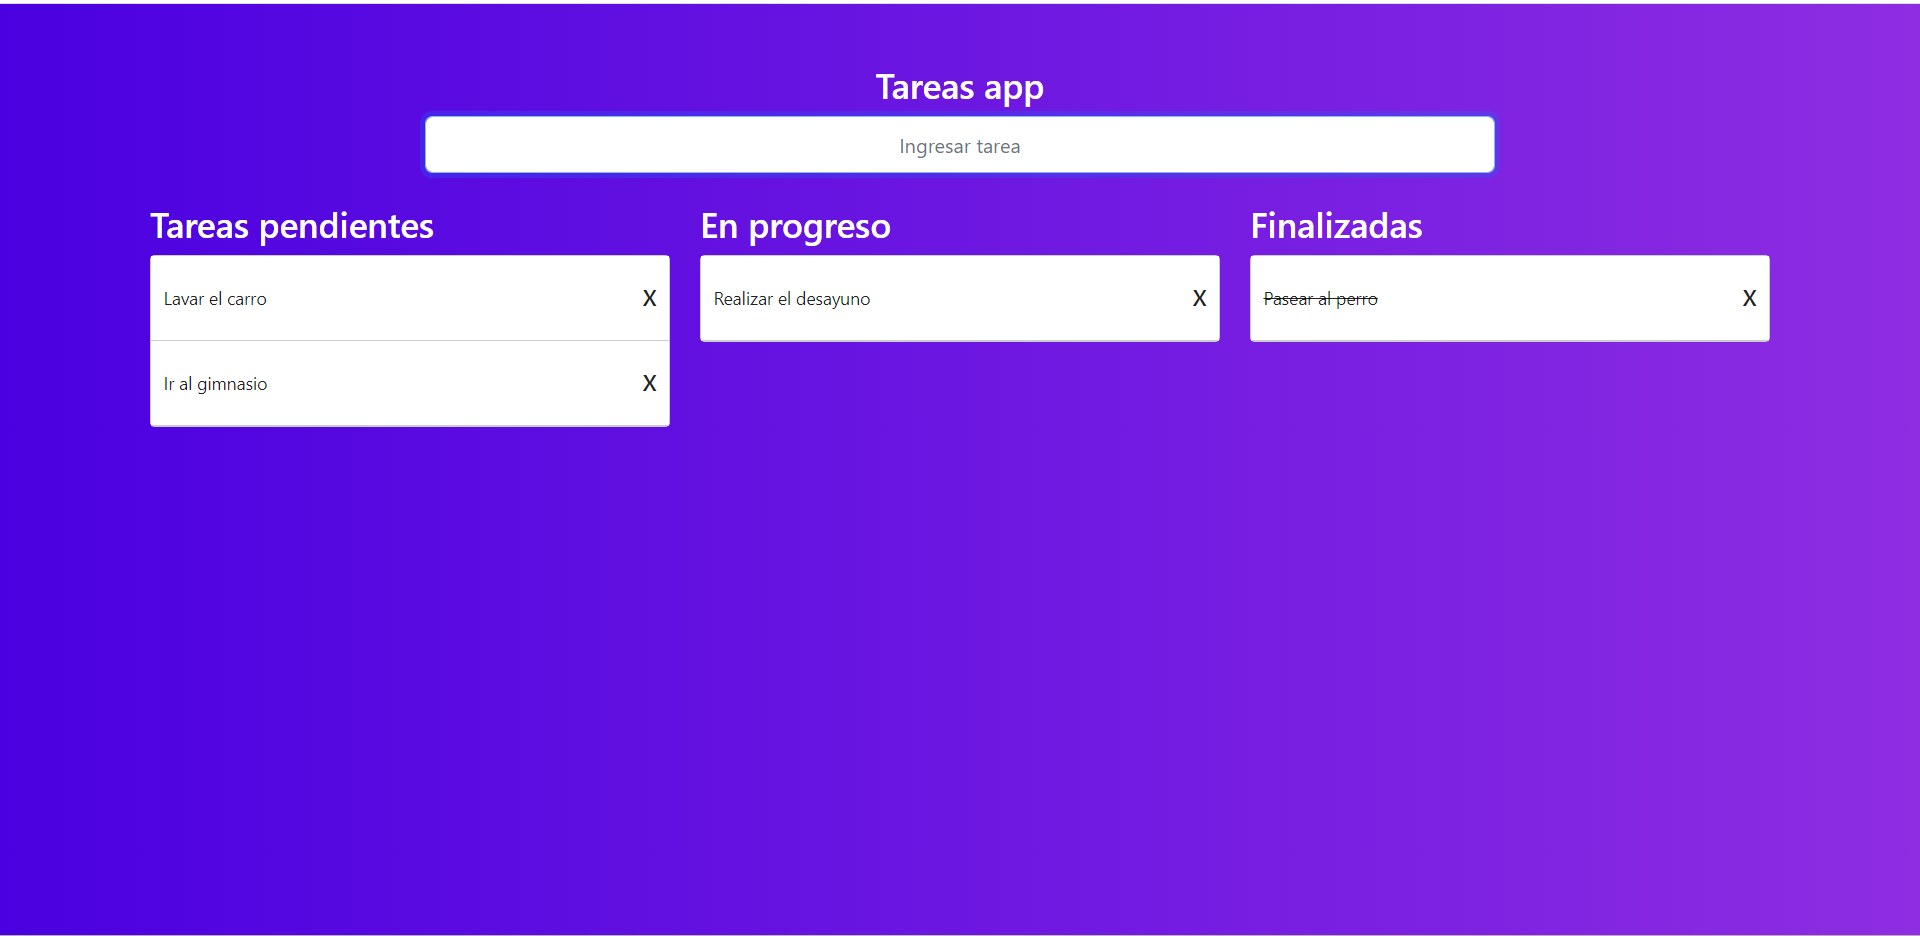 Tareas app
Ingresar tarea
Tareas pendientes
Lavar el carro X
Ir al gimnasio X
En progreso
Realizar el desayuno X
Finalizadas
Pasear al perro X